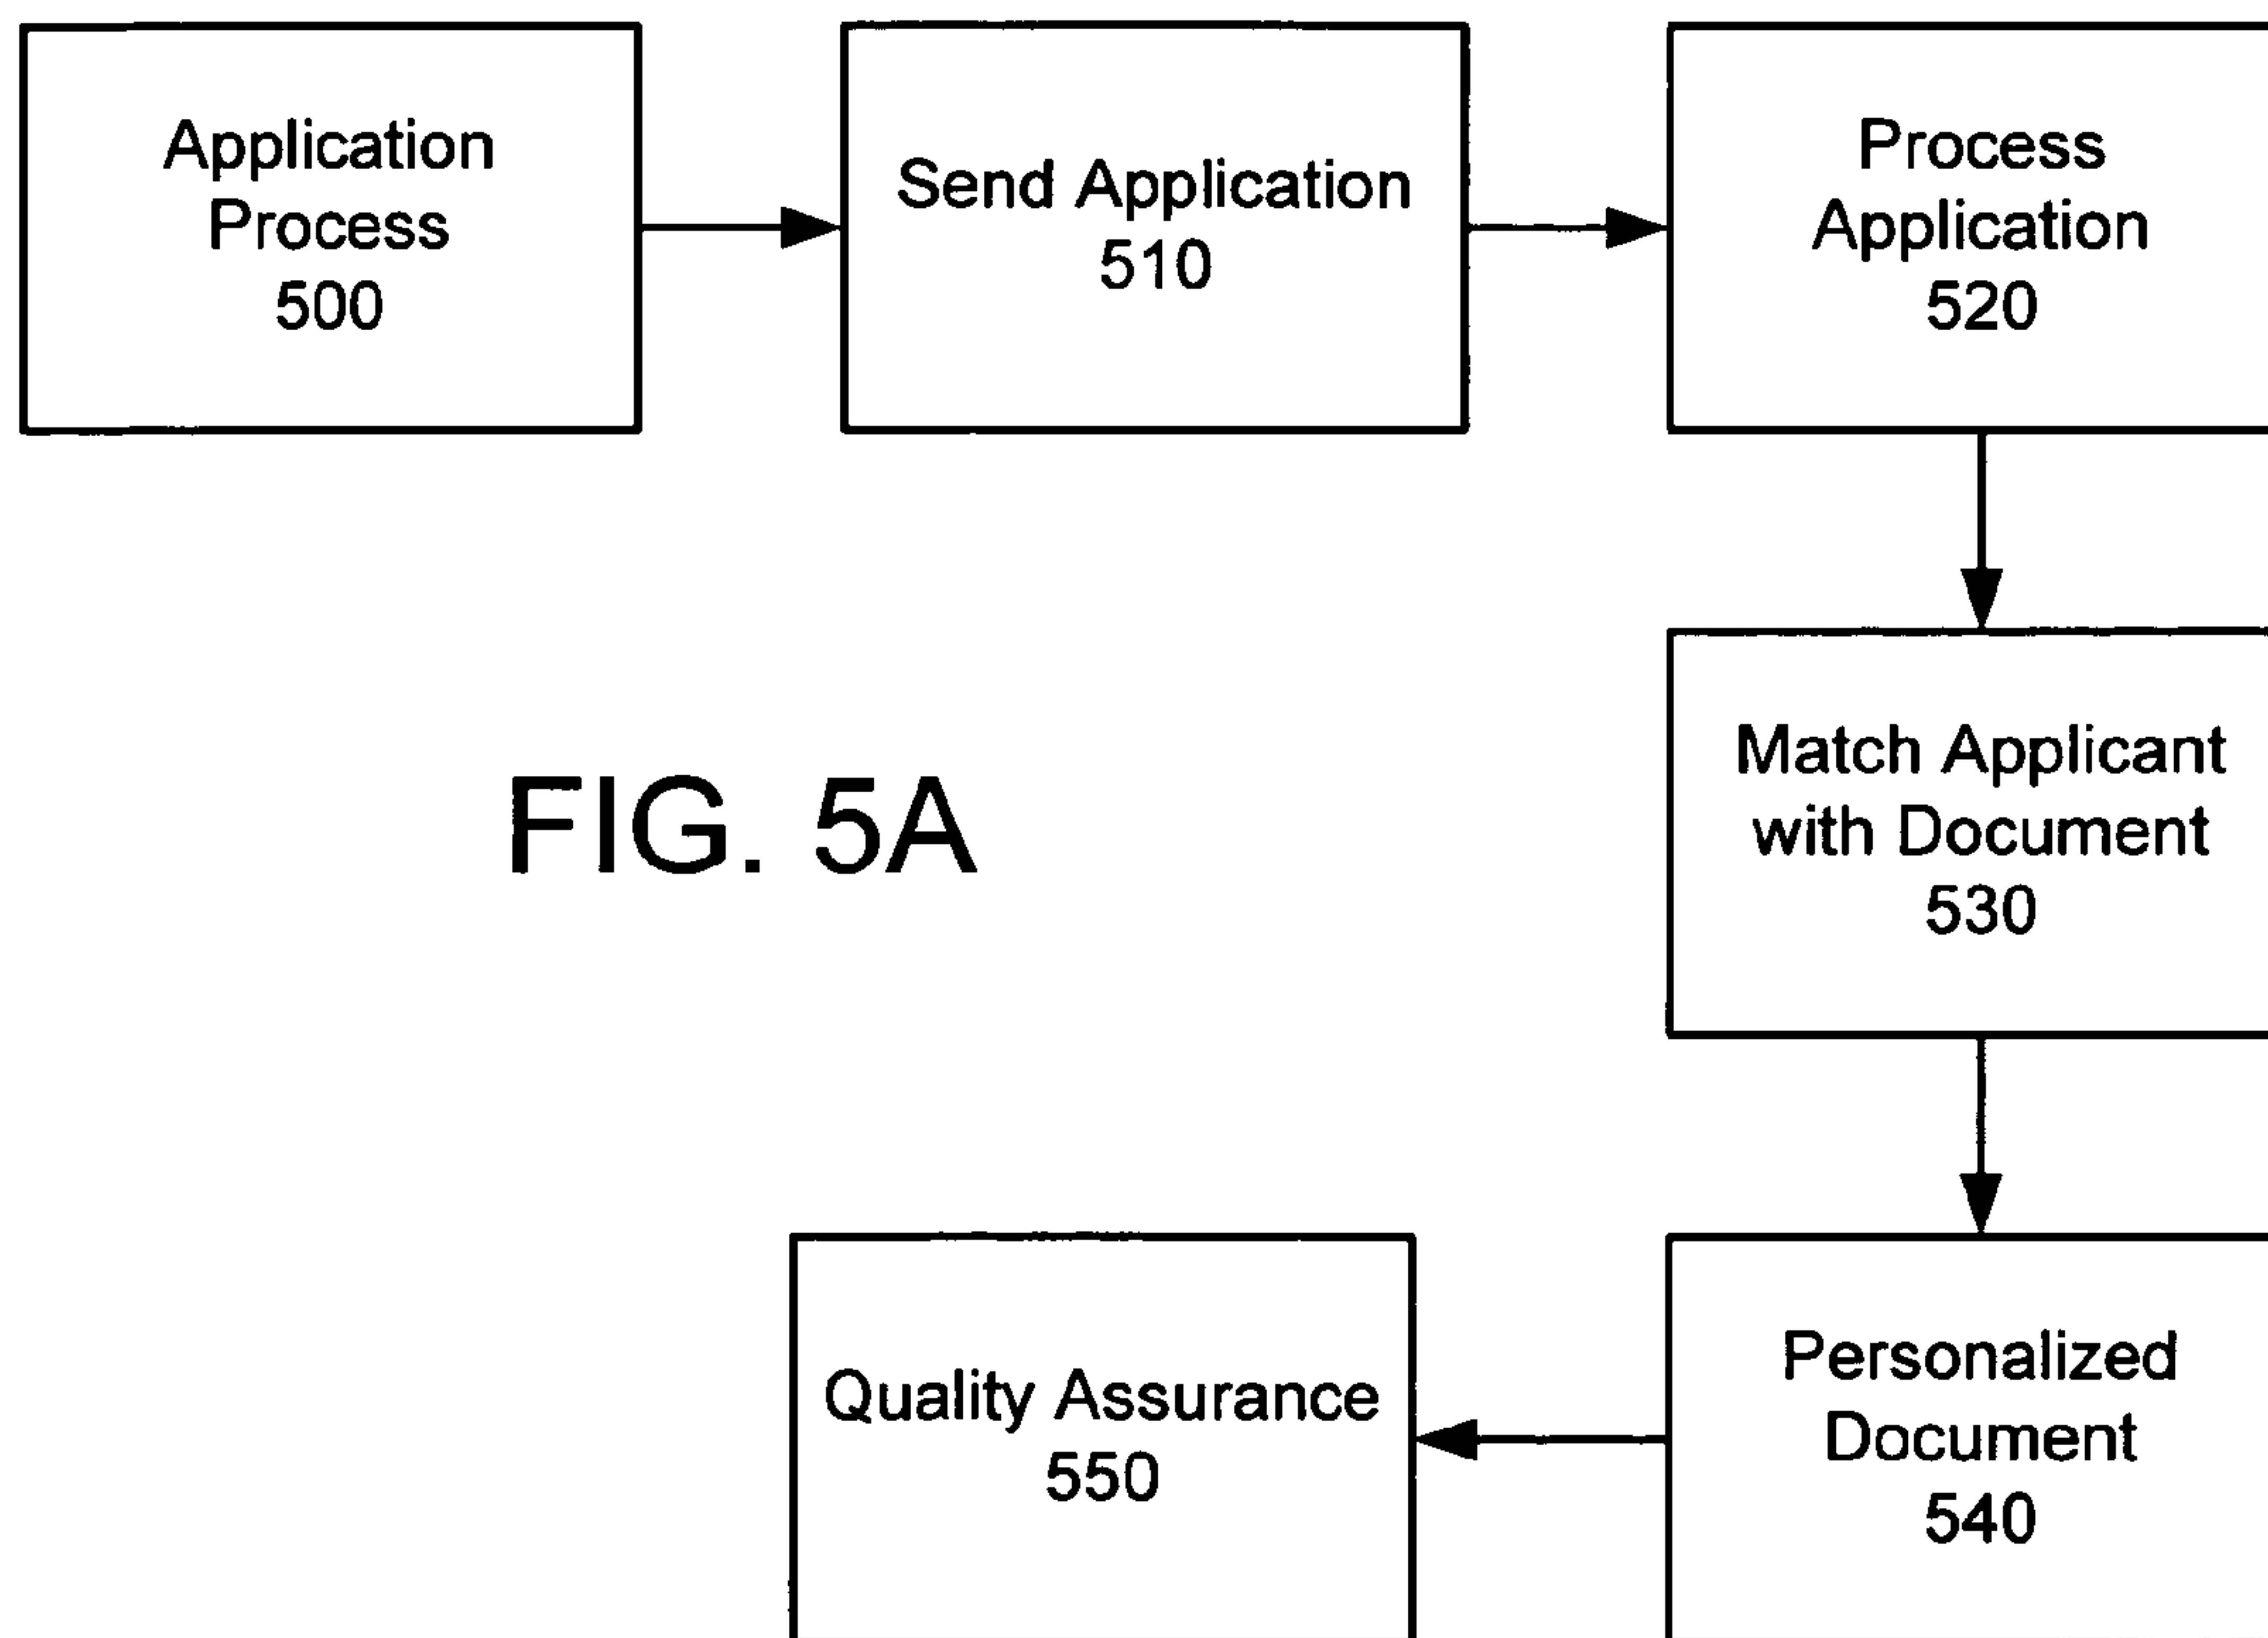 Application
Process
500
Send Application
510
Process
Application
520
Match Applicant
with Document
530
FIG. 5A
Personalized
Document
540
Quality Assurance
550